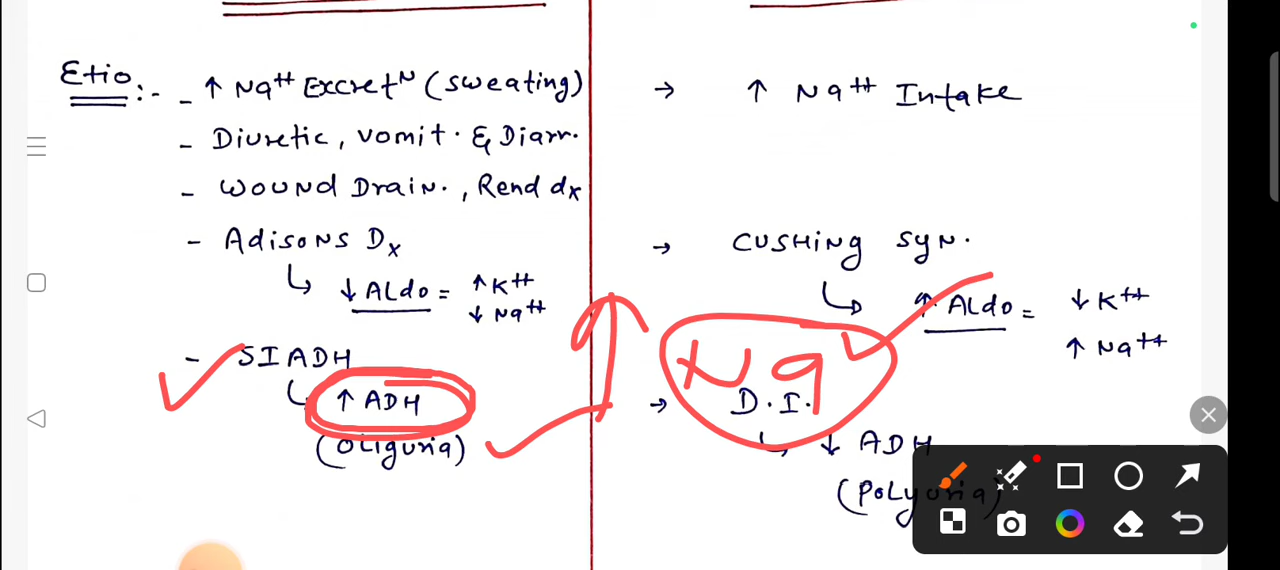 Etio:- - ↑ Na++ Excretᴺ (sweating)
- Diuretic, vomit. & Diarr.
- Wound Drain., Rend dx
- Adisons Dx
↳ ↓ Aldo = ↑ K++
↓ Na++
- SIADH
↳ ↑ ADH
(oliguria)
→ ↑ Na++ Intake
→ Cushing Syn.
↳ ↑ Aldo = ↓ K++
↑ Na++
Na
→ D.I.
↳ ↓ ADH
(Polyuria)